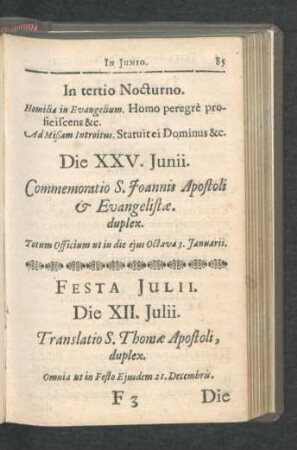 In Junio. 85
In tertio Nocturno.
Homilia in Evangelium. Homo peregrè pro-
ficiscens &c.
Ad Missam Introitus. Statuit ei Dominus &c.
Die XXV. Junii.
Commemoratio S. Joannis Apostoli
& Evangelistæ.
duplex.
Totum Officium ut in die ejus Octava 3. Januarii.
Festa Julii.
Die XII. Julii.
Translatio S. Thomæ Apostoli,
duplex.
Omnia ut in Festo Ejusdem 21. Decembris.
F 3 Die